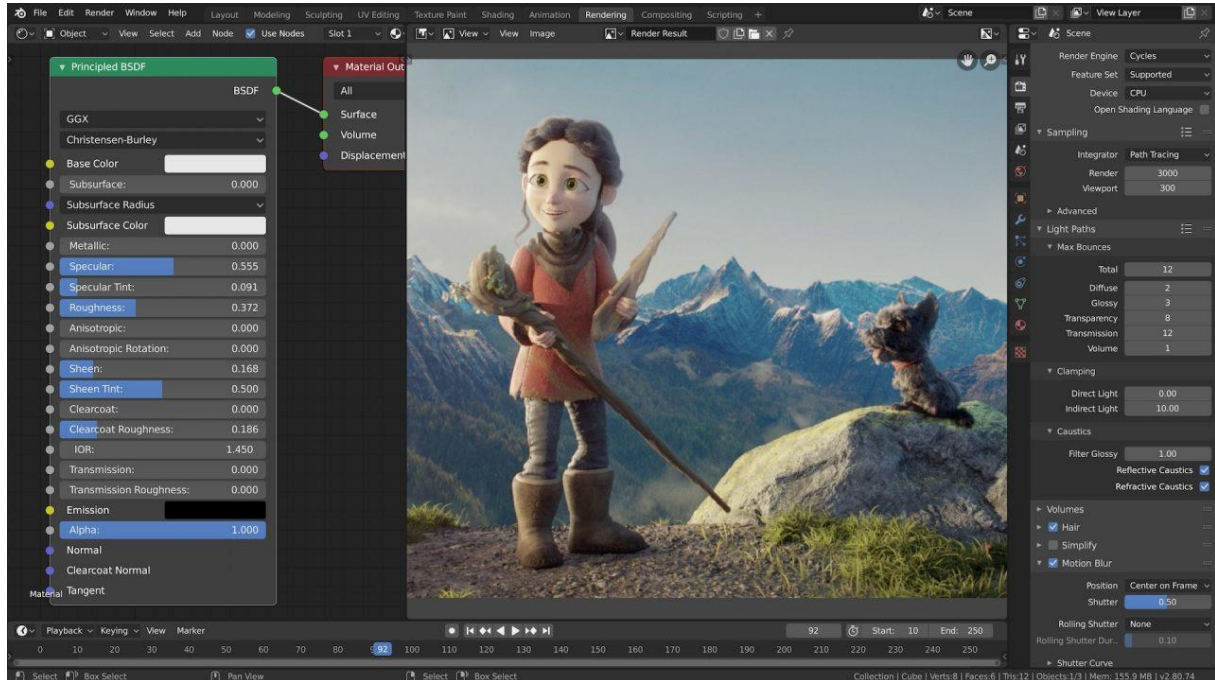 File Edit Render Window Help Layout Modeling Sculpting UV Editing Texture Paint Shading Animation Rendering Compositing Scripting + Scene View Layer
Object View Select Add Node Use Nodes Slot 1 View View Image Render Result Scene
Principled BSDF
BSDF
GGX
Christensen-Burley
Base Color
Subsurface: 0.000
Subsurface Radius
Subsurface Color
Metallic: 0.000
Specular: 0.555
Specular Tint: 0.091
Roughness: 0.372
Anisotropic: 0.000
Anisotropic Rotation: 0.000
Sheen: 0.168
Sheen Tint: 0.500
Clearcoat: 0.000
Clearcoat Roughness: 0.186
IOR: 1.450
Transmission: 0.000
Transmission Roughness: 0.000
Emission
Alpha: 1.000
Normal
Clearcoat Normal
Tangent
Material
Material Out
All
Surface
Volume
Displacement
Render Engine Cycles
Feature Set Supported
Device CPU
Open Shading Language
Sampling
Integrator Path Tracing
Render 3000
Viewport 300
Advanced
Light Paths
Max Bounces
Total 12
Diffuse 2
Glossy 3
Transparency 8
Transmission 12
Volume 1
Clamping
Direct Light 0.00
Indirect Light 10.00
Caustics
Filter Glossy 1.00
Reflective Caustics
Refractive Caustics
Volumes
Hair
Simplify
Motion Blur
Position Center on Frame
Shutter 0.50
Rolling Shutter None
Rolling Shutter Dur.. 0.10
Shutter Curve
Playback Keying View Marker 92 Start: 10 End: 250
0 10 20 30 40 50 60 70 80 92 100 110 120 130 140 150 160 170 180 190 200 210 220 230 240 250
Select Box Select Pan View Select Box Select Collection | Cube | Verts:8 | Faces:6 | Tris:12 | Objects:1/3 | Mem: 155.9 MB | v2.80.74